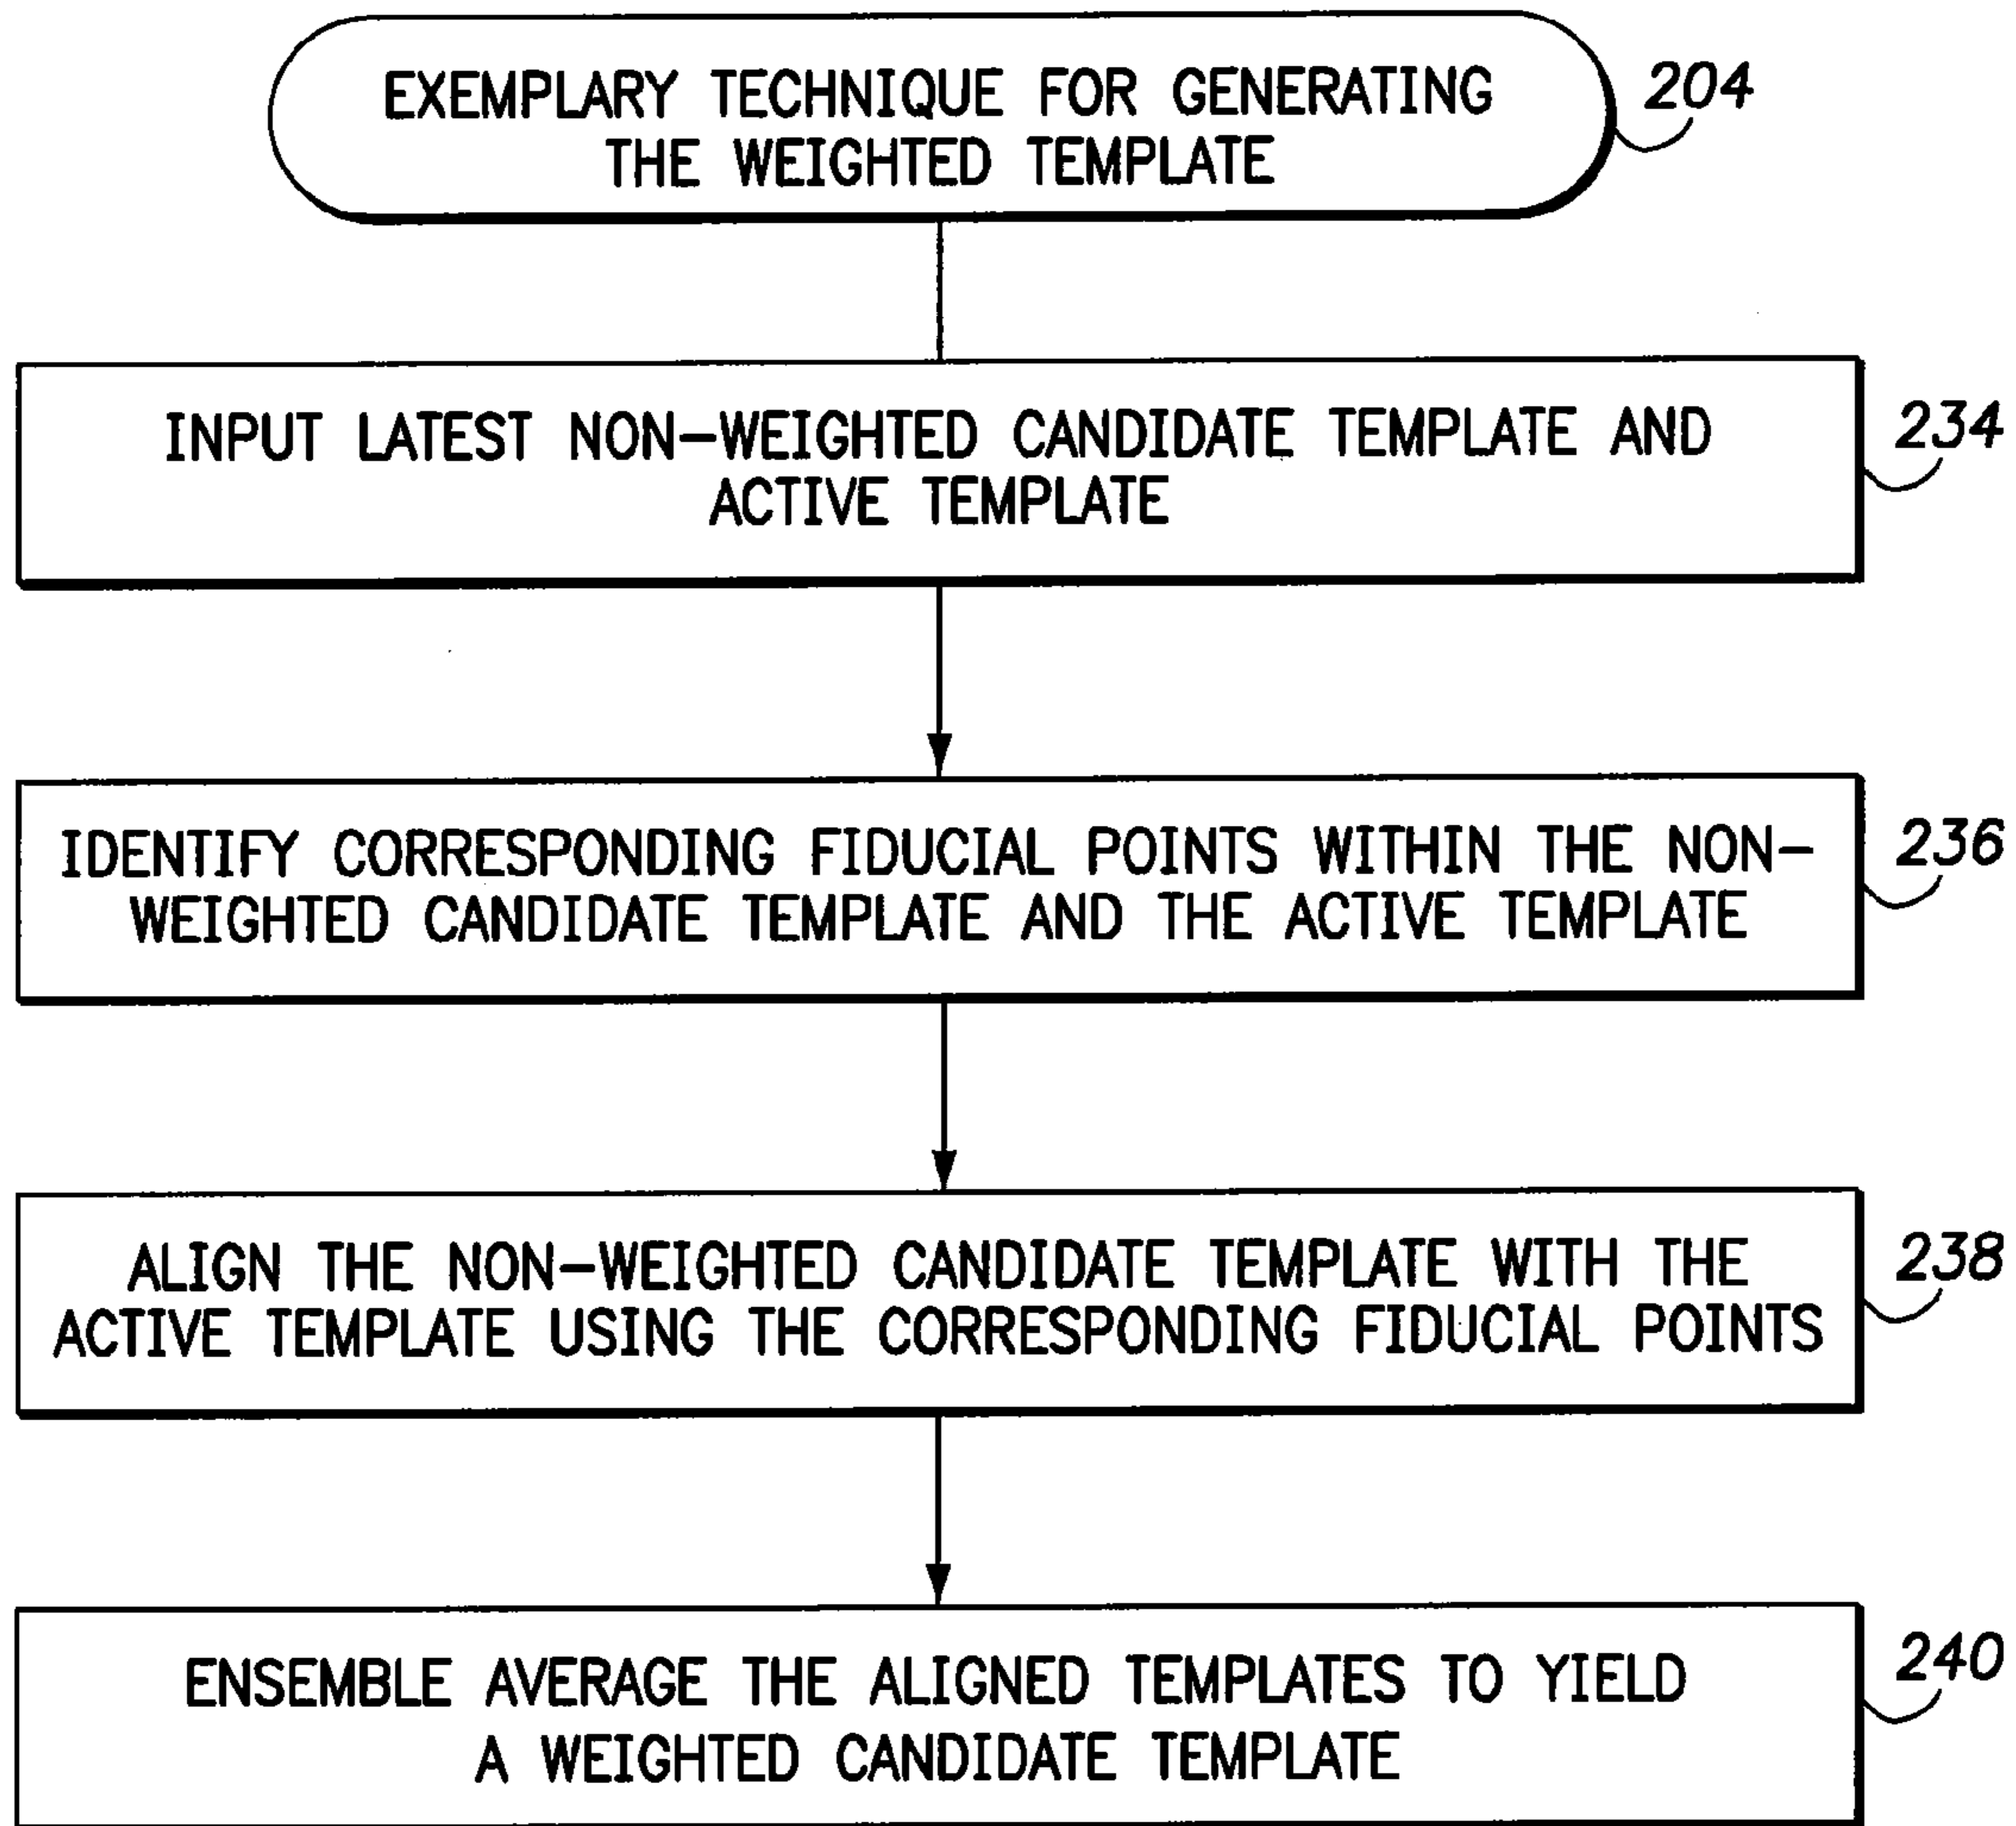 EXEMPLARY TECHNIQUE FOR GENERATING
THE WEIGHTED TEMPLATE
204
INPUT LATEST NON-WEIGHTED CANDIDATE TEMPLATE AND
ACTIVE TEMPLATE
234
IDENTIFY CORRESPONDING FIDUCIAL POINTS WITHIN THE NON-
WEIGHTED CANDIDATE TEMPLATE AND THE ACTIVE TEMPLATE
236
ALIGN THE NON-WEIGHTED CANDIDATE TEMPLATE WITH THE
ACTIVE TEMPLATE USING THE CORRESPONDING FIDUCIAL POINTS
238
ENSEMBLE AVERAGE THE ALIGNED TEMPLATES TO YIELD
A WEIGHTED CANDIDATE TEMPLATE
240